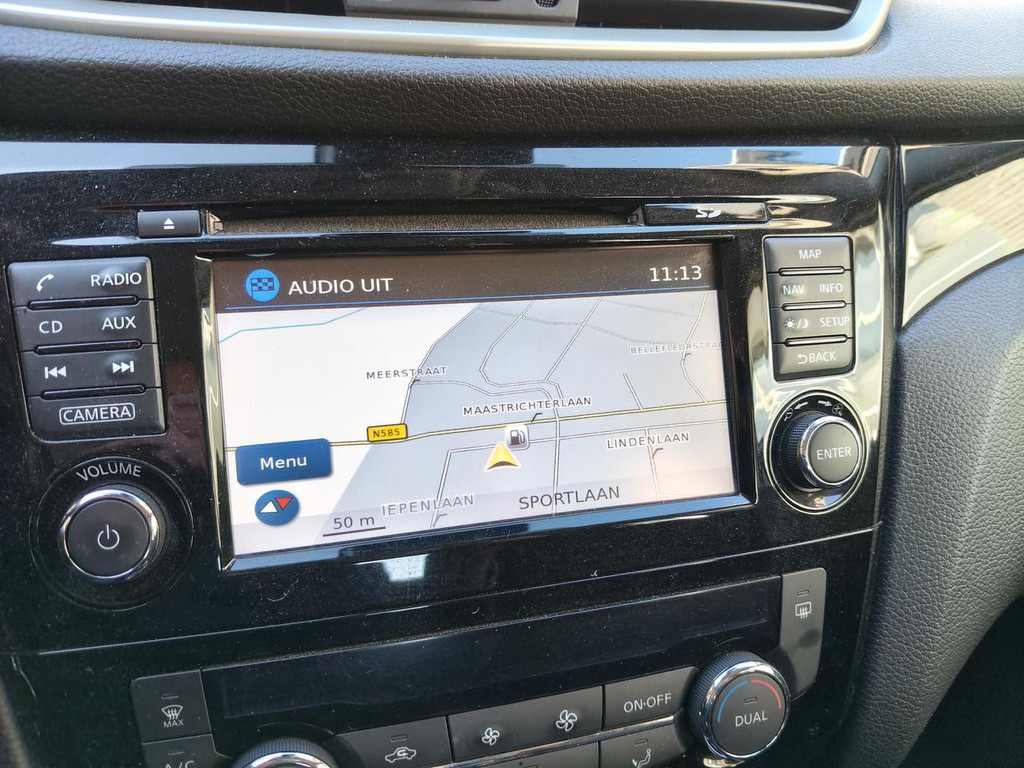 SD
RADIO
CD AUX
CAMERA
VOLUME
AUDIO UIT 11:13
BELLEFLEURSTRAA
MEERSTRAAT
MAASTRICHTERLAAN
N585
LINDENLAAN
Menu
IEPENLAAN
SPORTLAAN
50 m
MAP
NAV INFO
SETUP
BACK
ENTER
MAX
A/C
ON·OFF
DUAL